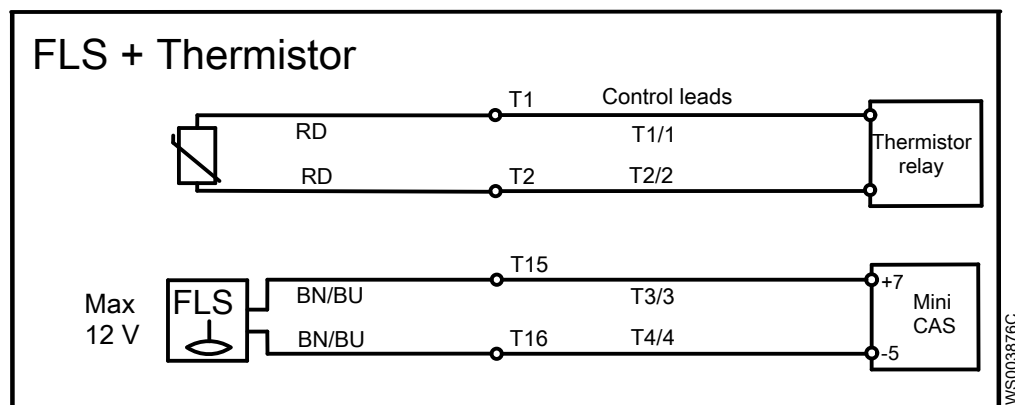 FLS + Thermistor
T1
Control leads
RD
T1/1
Thermistor
relay
RD
T2
T2/2
T15
BN/BU
T3/3
+7
Max
12 V
FLS
Mini
CAS
BN/BU
T16
T4/4
-5
WS003876C